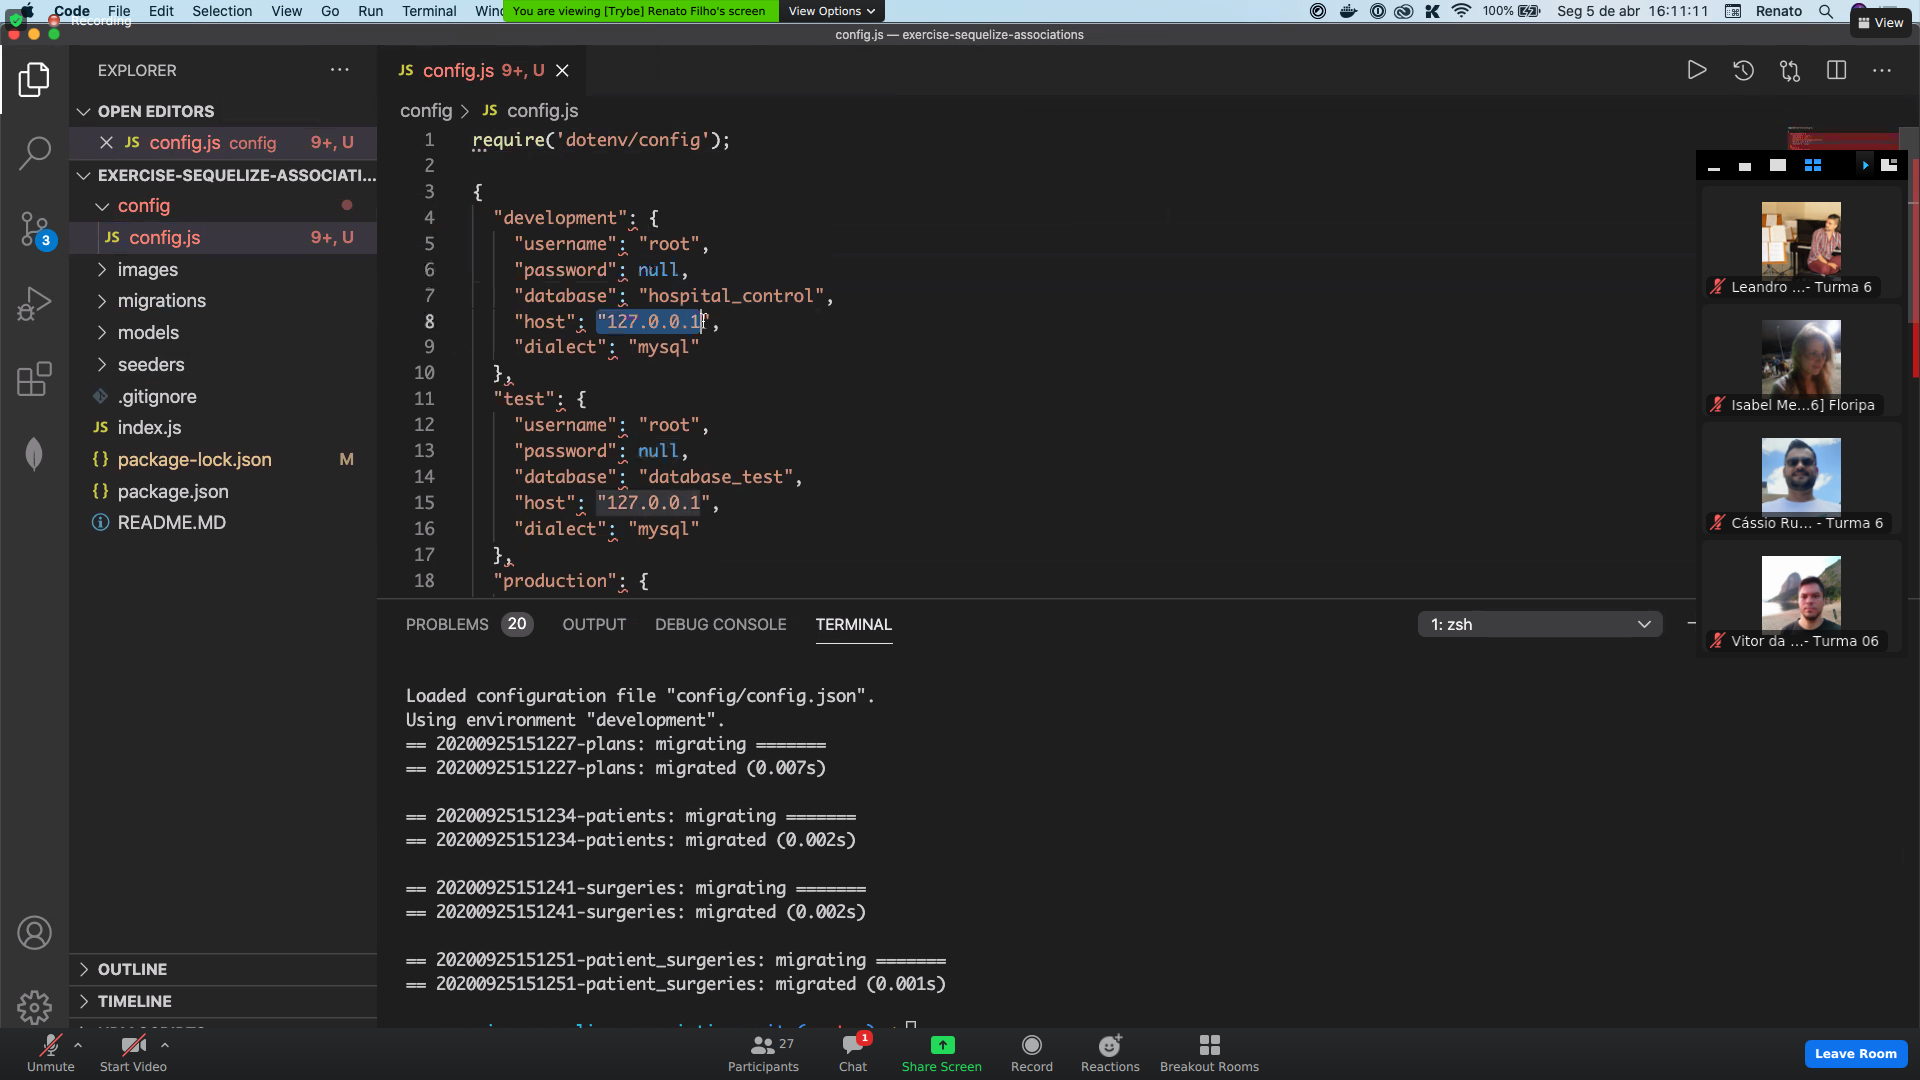 Code File Edit Selection View Go Run Terminal
You are viewing [Trybe] Renato Filho's screen View Options
100% Seg 5 de abr 16:11:11 Renato
Recording
View
config.js — exercise-sequelize-associations
EXPLORER
OPEN EDITORS
JS config.js config 9+, U
EXERCISE-SEQUELIZE-ASSOCIATI...
config
JS config.js 9+, U
images
migrations
models
seeders
.gitignore
JS index.js
{} package-lock.json M
{} package.json
README.MD
OUTLINE
TIMELINE
3
JS config.js 9+, U
config > JS config.js
1 require('dotenv/config');
2
3 {
4 "development": {
5 "username": "root",
6 "password": null,
7 "database": "hospital_control",
8 "host": "127.0.0.1",
9 "dialect": "mysql"
10 },
11 "test": {
12 "username": "root",
13 "password": null,
14 "database": "database_test",
15 "host": "127.0.0.1",
16 "dialect": "mysql"
17 },
18 "production": {
PROBLEMS 20 OUTPUT DEBUG CONSOLE TERMINAL 1: zsh
Loaded configuration file "config/config.json".
Using environment "development".
== 20200925151227-plans: migrating =======
== 20200925151227-plans: migrated (0.007s)
== 20200925151234-patients: migrating =======
== 20200925151234-patients: migrated (0.002s)
== 20200925151241-surgeries: migrating =======
== 20200925151241-surgeries: migrated (0.002s)
== 20200925151251-patient_surgeries: migrating =======
== 20200925151251-patient_surgeries: migrated (0.001s)
Leandro ...- Turma 6
Isabel Me...6] Floripa
Cássio Ru... - Turma 6
Vitor da ...- Turma 06
Unmute
Start Video
27
Participants
1
Chat
Share Screen
Record
Reactions
Breakout Rooms
Leave Room